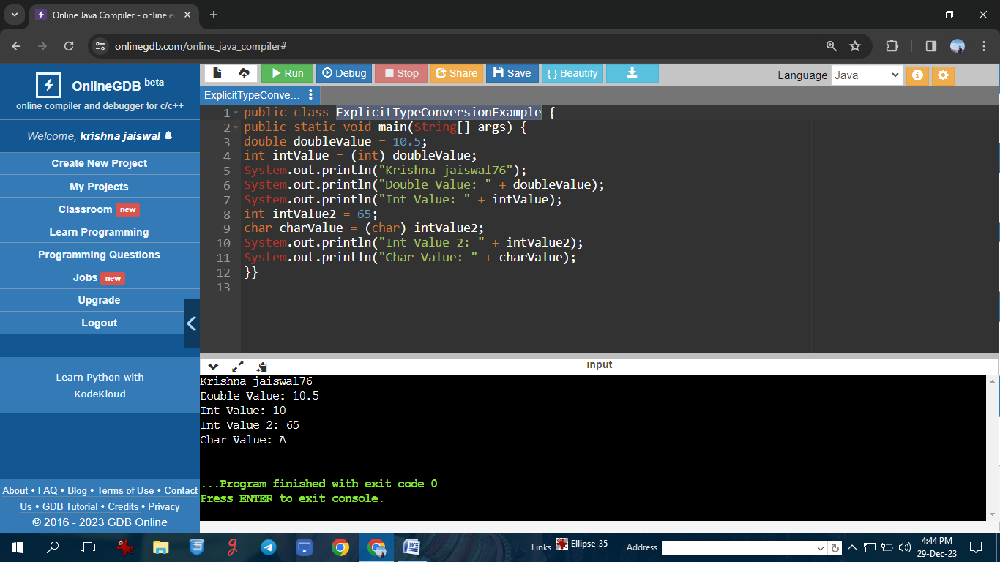 Online Java Compiler - online e
onlinegdb.com/online_java_compiler#
OnlineGDB beta
online compiler and debugger for c/c++
Welcome, krishna jaiswal
Create New Project
My Projects
Classroom new
Learn Programming
Programming Questions
Jobs new
Upgrade
Logout
Learn Python with
KodeKloud
About • FAQ • Blog • Terms of Use • Contact
Us • GDB Tutorial • Credits • Privacy
© 2016 - 2023 GDB Online
Run Debug Stop Share Save { } Beautify Language Java
ExplicitTypeConve...
1 public class ExplicitTypeConversionExample {
2 public static void main(String[] args) {
3 double doubleValue = 10.5;
4 int intValue = (int) doubleValue;
5 System.out.println("Krishna jaiswal76");
6 System.out.println("Double Value: " + doubleValue);
7 System.out.println("Int Value: " + intValue);
8 int intValue2 = 65;
9 char charValue = (char) intValue2;
10 System.out.println("Int Value 2: " + intValue2);
11 System.out.println("Char Value: " + charValue);
12 }}
13
input
Krishna jaiswal76
Double Value: 10.5
Int Value: 10
Int Value 2: 65
Char Value: A
...Program finished with exit code 0
Press ENTER to exit console.
Links Ellipse-35 Address
4:44 PM
29-Dec-23